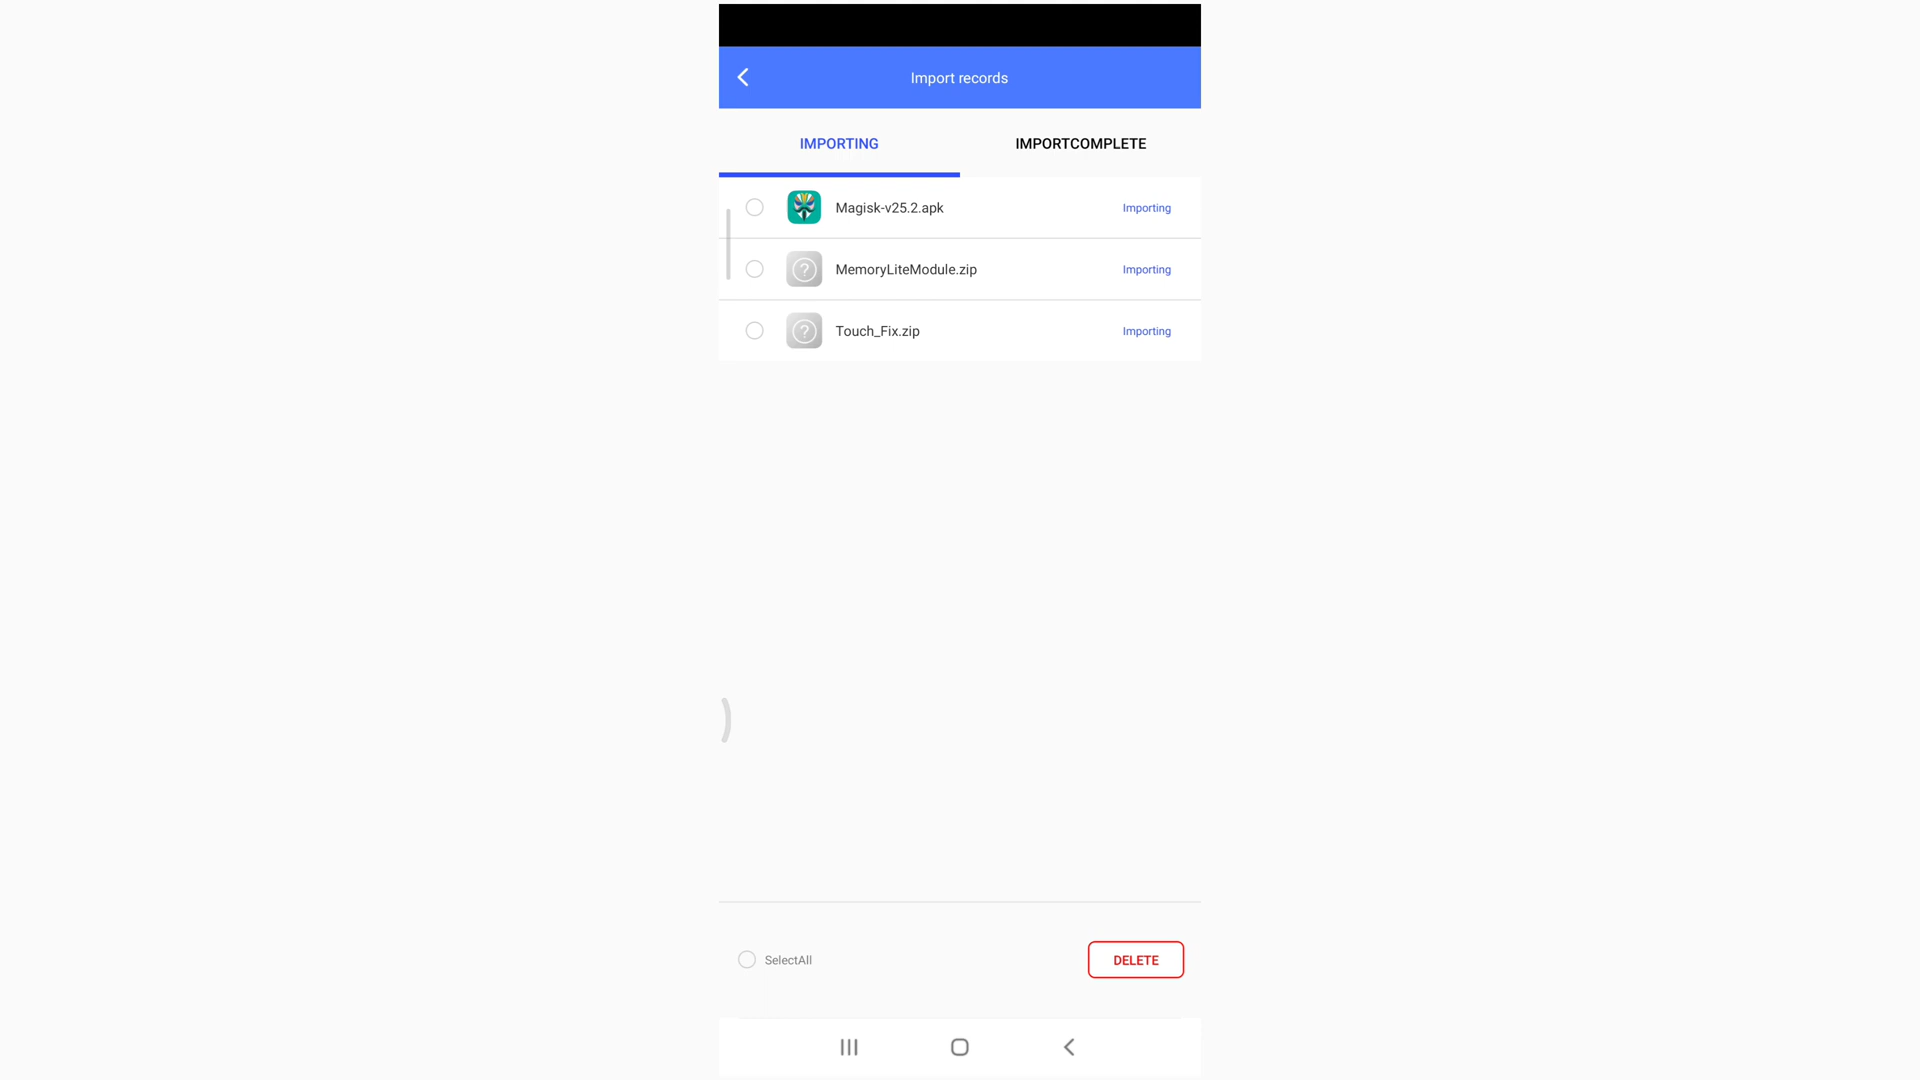 Import records
IMPORTING
IMPORTCOMPLETE
Magisk-v25.2.apk
Importing
MemoryLiteModule.zip
Importing
Touch_Fix.zip
Importing
SelectAll
DELETE